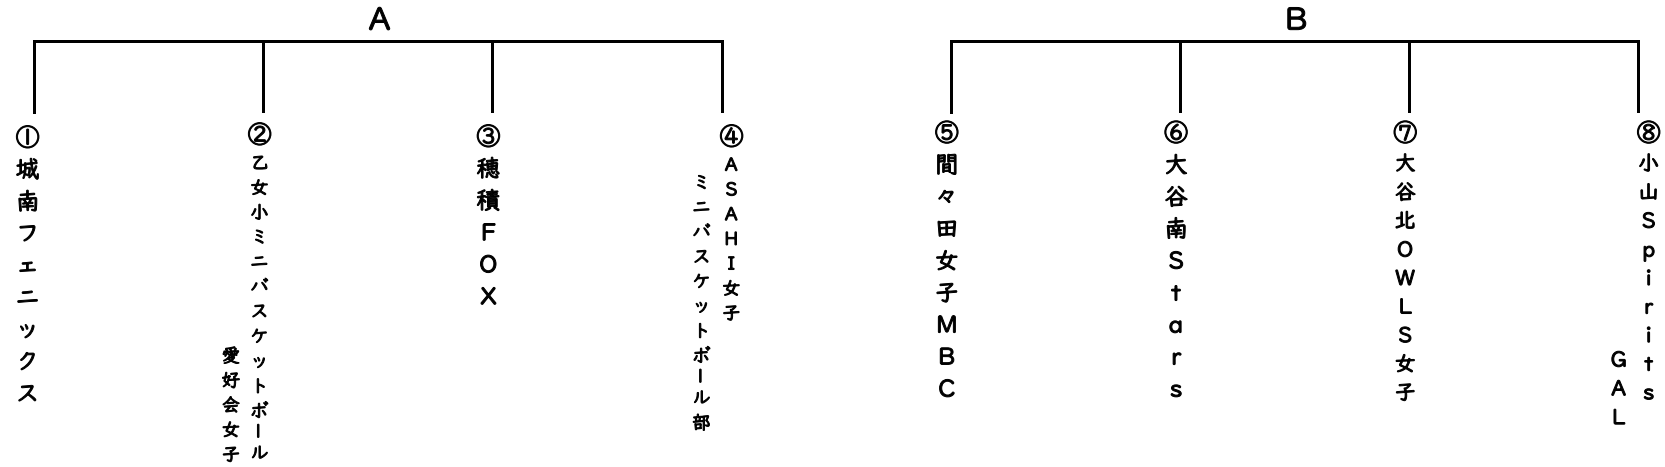 A
①城南フェニックス
②乙女小ミニバスケットボール
愛好会女子
③穂積FOX
④ASAHI女子
ミニバスケットボール部
B
⑤間々田女子MBC
⑥大谷南Stars
⑦大谷北OWLS女子
⑧小山Spirits
GAL